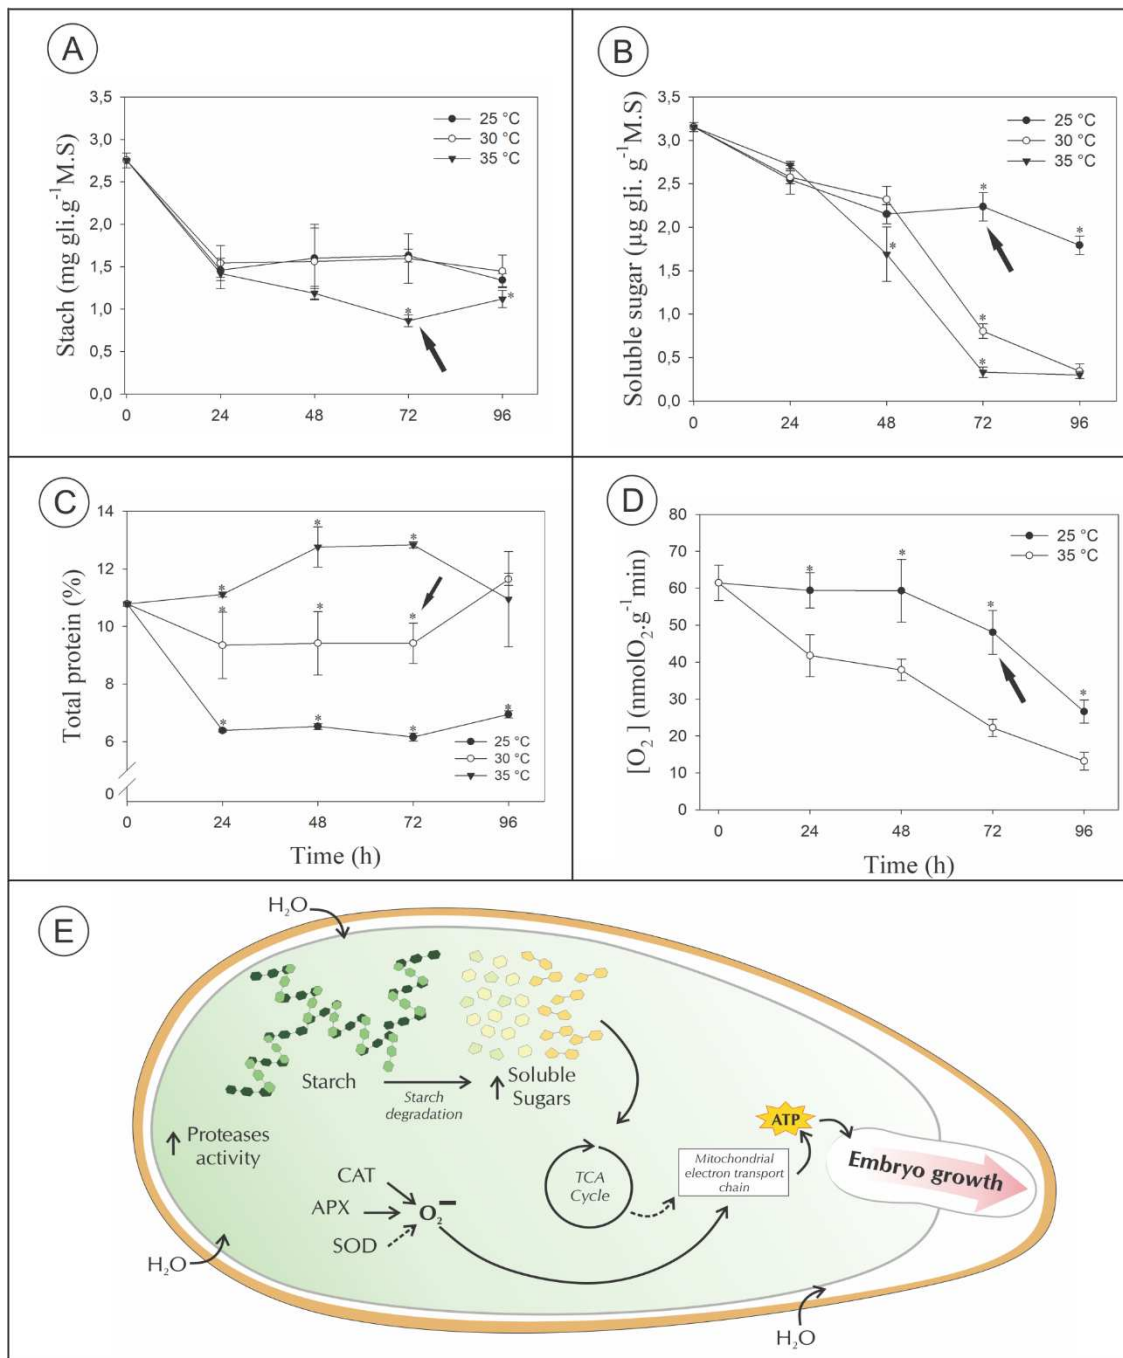 A
3,5
3,0
2,5
2,0
1,5
1,0
0,5
0,0
Stach (mg gli.g⁻¹M.S)
25 °C
30 °C
35 °C
*
*
0
24
48
72
96
B
3,5
3,0
2,5
2,0
1,5
1,0
0,5
0,0
Soluble sugar (µg gli. g⁻¹M.S)
25 °C
30 °C
35 °C
*
*
*
*
*
0
24
48
72
96
C
14
12
10
8
6
0
Total protein (%)
*
*
*
*
*
*
*
*
*
*
25 °C
30 °C
35 °C
0
24
48
72
96
Time (h)
D
80
70
60
50
40
30
20
10
0
[O₂ ] (nmolO₂.g⁻¹min)
25 °C
35 °C
*
*
*
*
0
24
48
72
96
Time (h)
E
H₂O
Starch
Starch
degradation
Soluble
Sugars
Proteases
activity
CAT
APX
SOD
O₂⁻
TCA
Cycle
Mitochondrial
electron transport
chain
ATP
Embryo growth
H₂O
H₂O